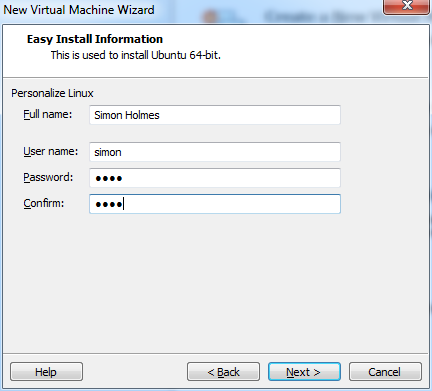 New Virtual Machine Wizard
Easy Install Information
This is used to install Ubuntu 64-bit.
Personalize Linux
Full name: Simon Holmes
User name: simon
Password: ●●●●
Confirm: ●●●●
Help < Back Next > Cancel